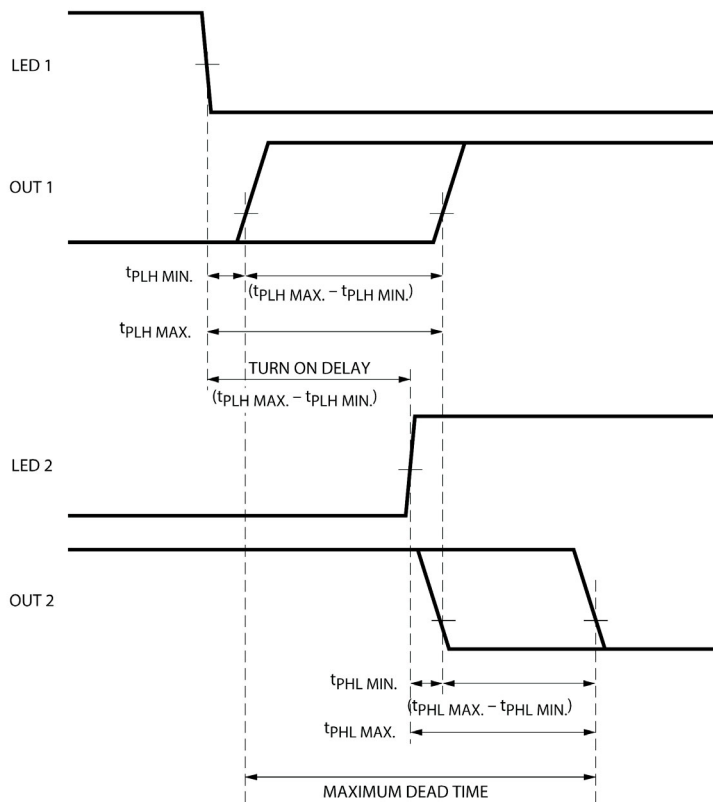 LED 1
OUT 1
tPLH MIN.
(tPLH MAX. – tPLH MIN.)
tPLH MAX.
TURN ON DELAY
(tPLH MAX. – tPLH MIN.)
LED 2
OUT 2
tPHL MIN.
(tPHL MAX. – tPHL MIN.)
tPHL MAX.
MAXIMUM DEAD TIME